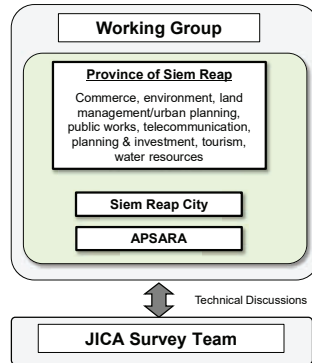 Working Group
Province of Siem Reap
Commerce, environment, land
management/urban planning,
public works, telecommunication,
planning & investment, tourism,
water resources
Siem Reap City
APSARA
Technical Discussions
JICA Survey Team